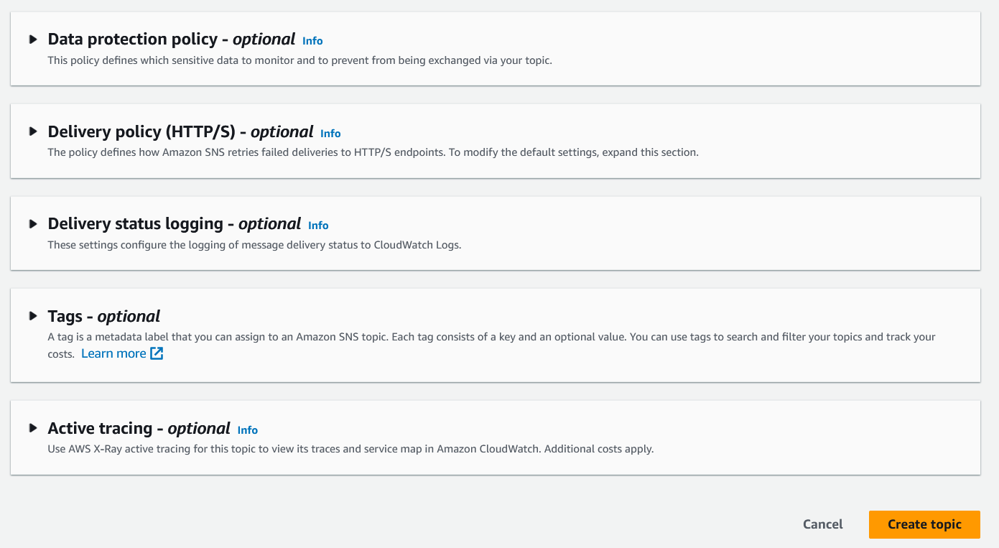 Data protection policy - optional Info
This policy defines which sensitive data to monitor and to prevent from being exchanged via your topic.
Delivery policy (HTTP/S) - optional Info
The policy defines how Amazon SNS retries failed deliveries to HTTP/S endpoints. To modify the default settings, expand this section.
Delivery status logging - optional Info
These settings configure the logging of message delivery status to CloudWatch Logs.
Tags - optional
A tag is a metadata label that you can assign to an Amazon SNS topic. Each tag consists of a key and an optional value. You can use tags to search and filter your topics and track your
costs. Learn more
Active tracing - optional Info
Use AWS X-Ray active tracing for this topic to view its traces and service map in Amazon CloudWatch. Additional costs apply.
Cancel Create topic